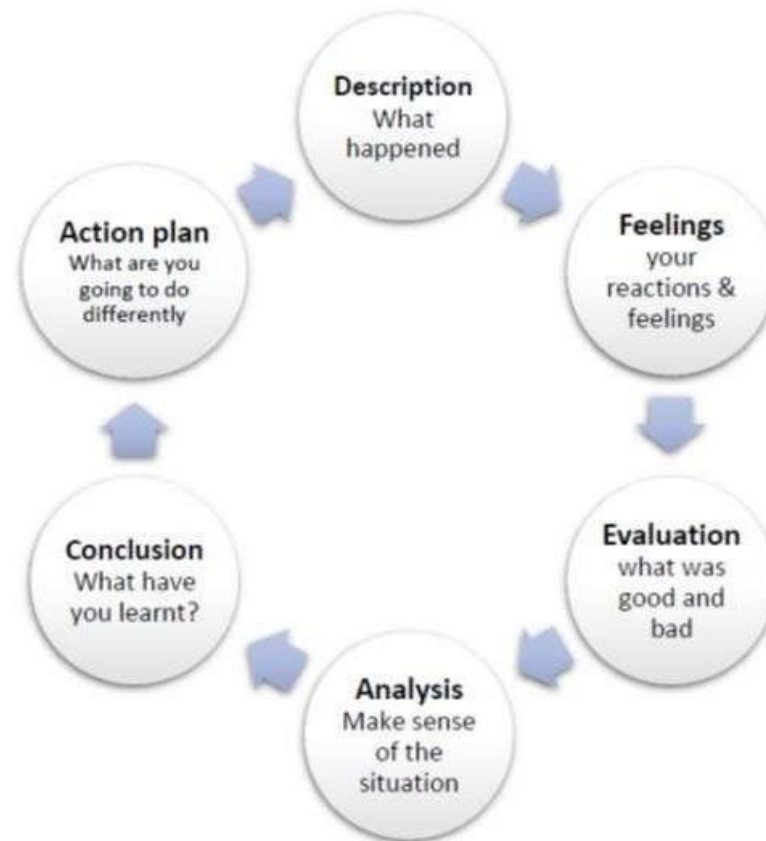 Description
What
happened
Feelings
your
reactions &
feelings
Evaluation
what was
good and
bad
Analysis
Make sense
of the
situation
Conclusion
What have
you learnt?
Action plan
What are you
going to do
differently